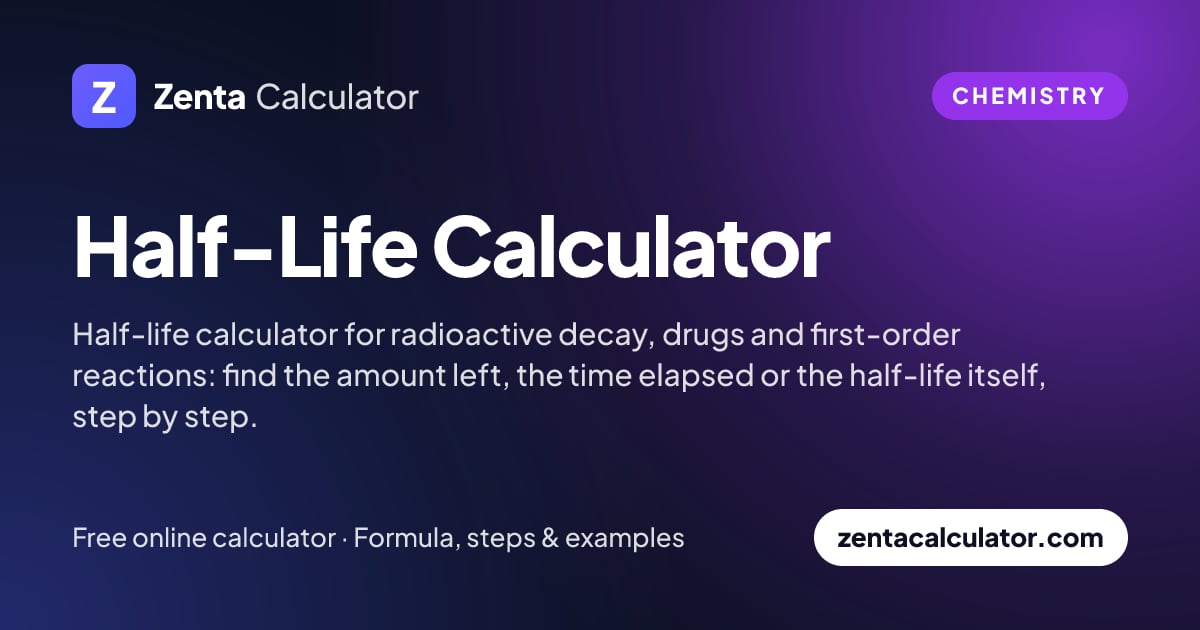 Z
Zenta Calculator
CHEMISTRY
Half-Life Calculator
Half-life calculator for radioactive decay, drugs and first-order
reactions: find the amount left, the time elapsed or the half-life itself,
step by step.
Free online calculator · Formula, steps & examples
zentacalculator.com